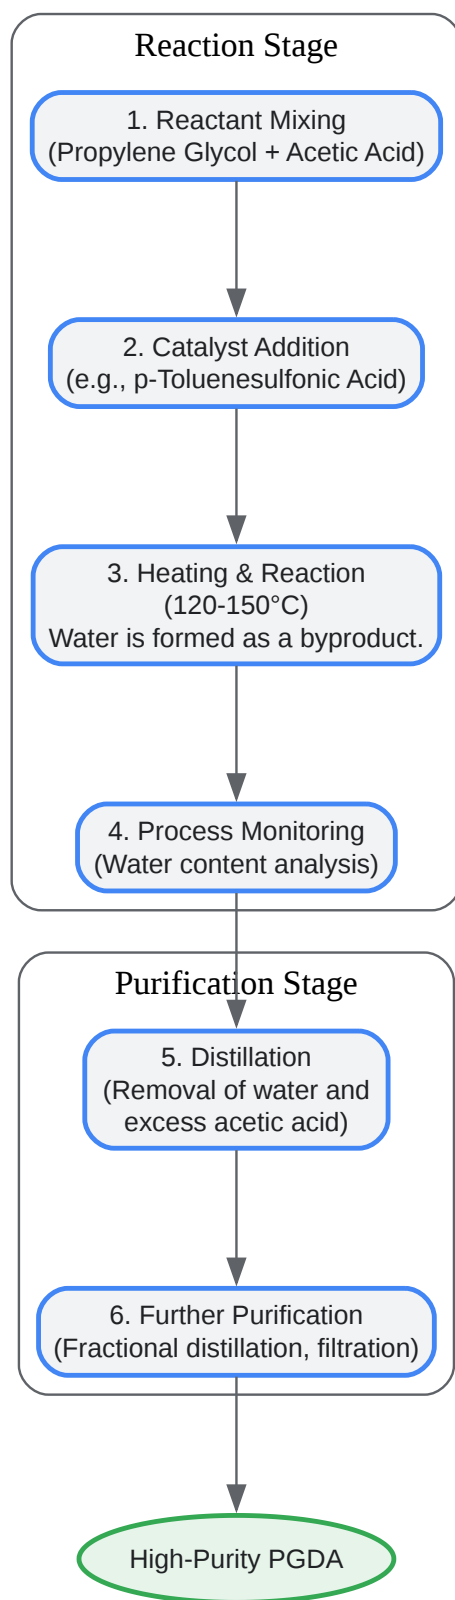 Reaction Stage
1. Reactant Mixing
(Propylene Glycol + Acetic Acid)
2. Catalyst Addition
(e.g., p-Toluenesulfonic Acid)
3. Heating & Reaction
(120-150°C)
Water is formed as a byproduct.
4. Process Monitoring
(Water content analysis)
Purification Stage
5. Distillation
(Removal of water and
excess acetic acid)
6. Further Purification
(Fractional distillation, filtration)
High-Purity PGDA